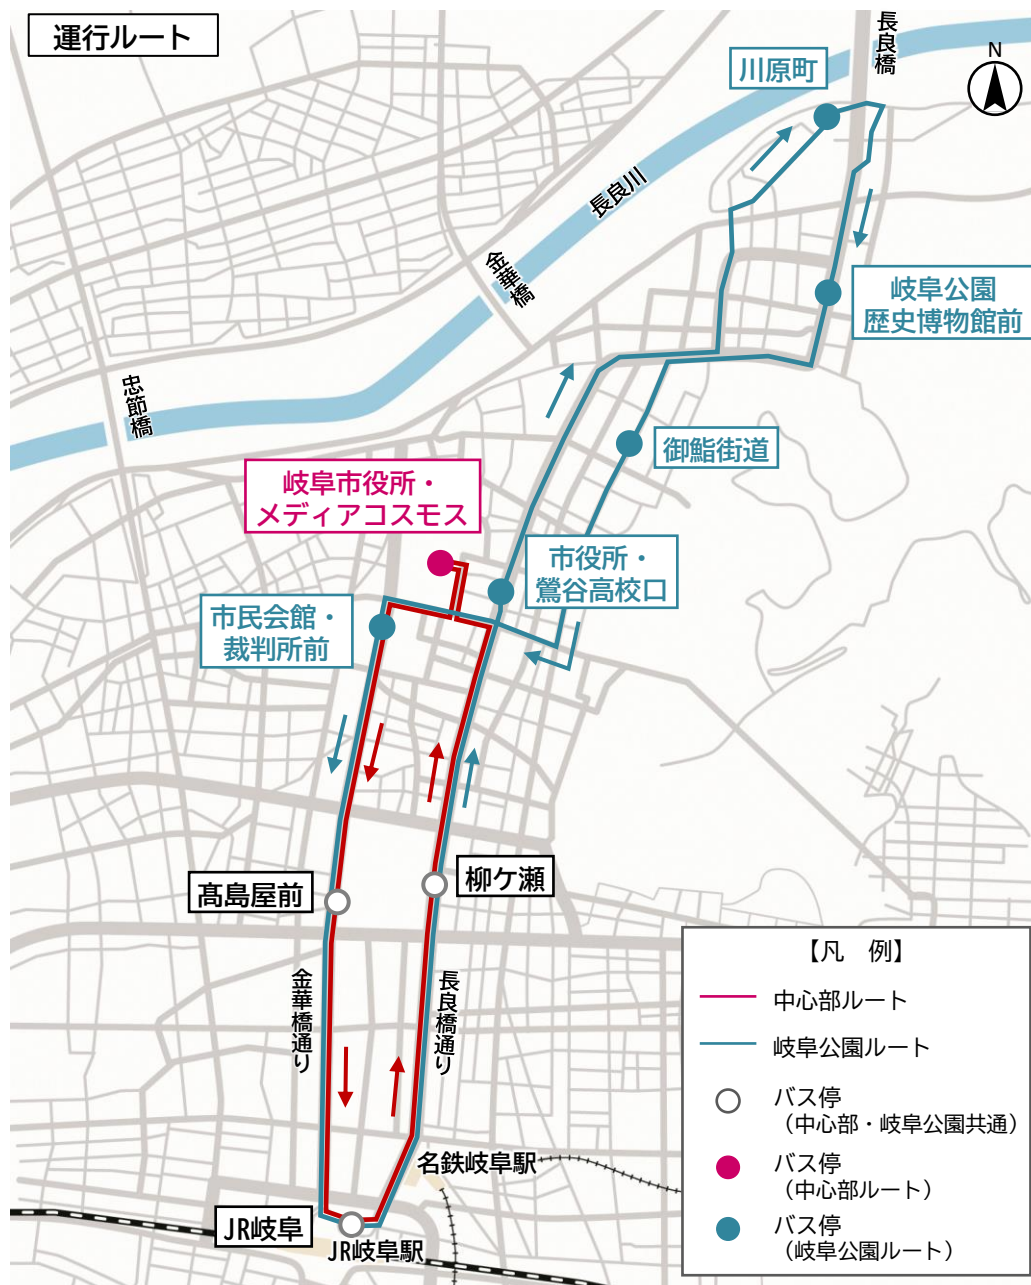 運行ルート
長良橋
N
川原町
長良川
金華橋
岐阜公園
歴史博物館前
忠節橋
御鮨街道
岐阜市役所・
メディアコスモス
市役所・
鶯谷高校口
市民会館・
裁判所前
髙島屋前
柳ケ瀬
金華橋通り
長良橋通り
名鉄岐阜駅
JR岐阜
JR岐阜駅
【凡　例】
中心部ルート
岐阜公園ルート
バス停
（中心部・岐阜公園共通）
バス停
（中心部ルート）
バス停
（岐阜公園ルート）